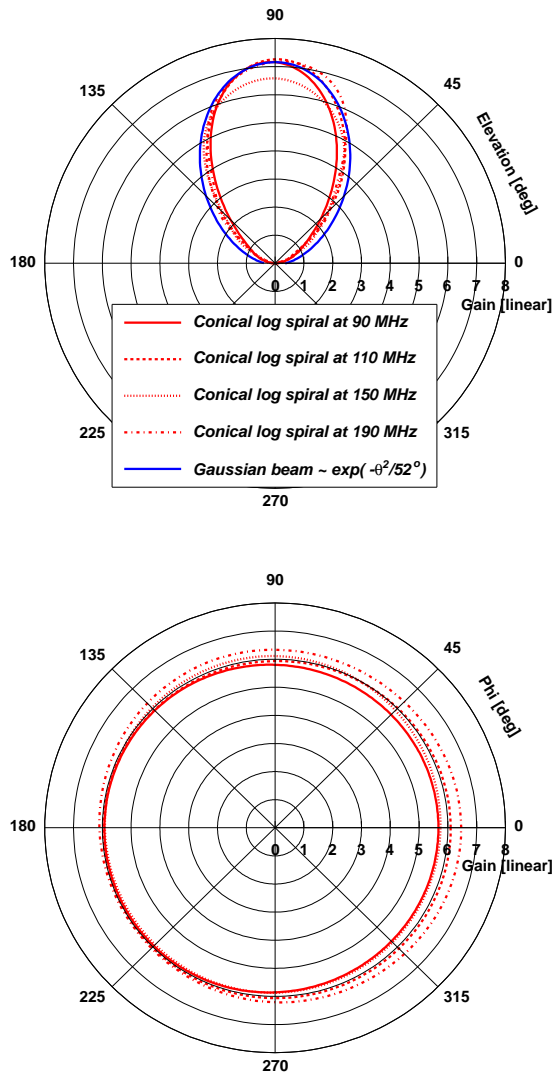 90
135
45
Elevation [deg]
180
0
0 1 2 3 4 5 6 7 8
Gain [linear]
Conical log spiral at 90 MHz
Conical log spiral at 110 MHz
Conical log spiral at 150 MHz
Conical log spiral at 190 MHz
Gaussian beam ~ exp( -θ²/52°)
225
315
270
90
135
45
Phi [deg]
180
0
0 1 2 3 4 5 6 7 8
Gain [linear]
225
315
270